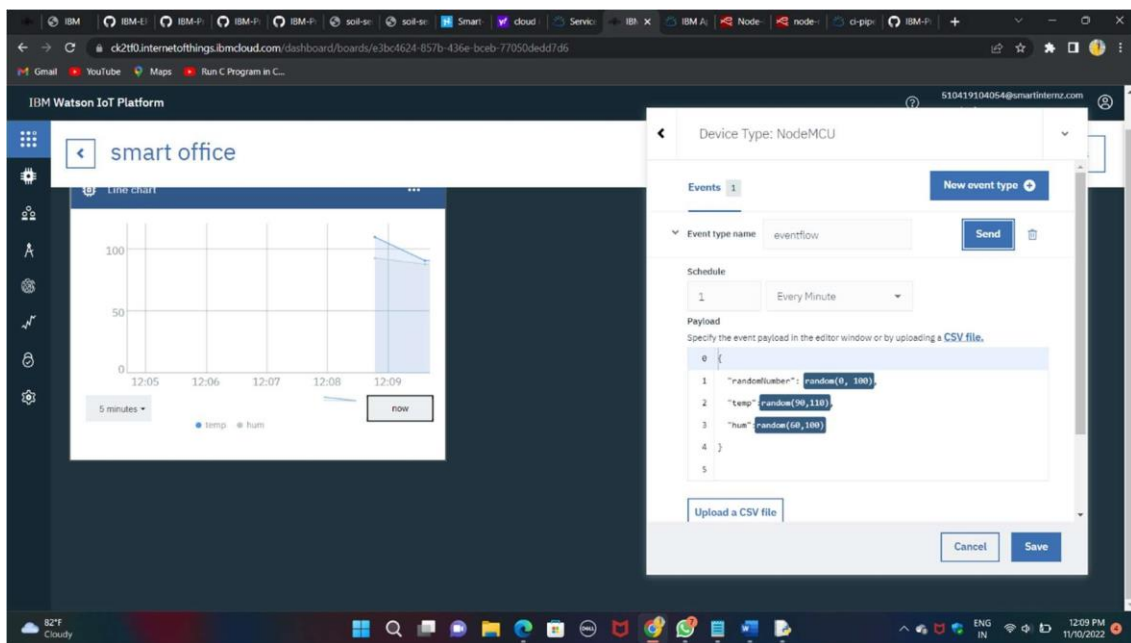 IBM
IBM-El
IBM-P
IBM-P
IBM-P
soil-se
soil-se
Smart
cloud
Servic
IBM
IBM A
Node-
node-
ci-pip
IBM-P
ck2tf0.internetofthings.ibmcloud.com/dashboard/boards/e3bc4624-857b-436e-bceb-77050dedd7d6
Gmail YouTube Maps Run C Program in C...
IBM Watson IoT Platform
510419104054@smartinternz.com
smart office
Line chart
100
50
0
12:05 12:06 12:07 12:08 12:09
5 minutes
now
temp hum
Device Type: NodeMCU
Events 1
New event type
Event type name eventflow Send
Schedule
1 Every Minute
Payload
Specify the event payload in the editor window or by uploading a CSV file.
0 {
1 "randomNumber": random(0, 100),
2 "temp":random(90,110),
3 "hum":random(60,100)
4 }
5
Upload a CSV file
Cancel Save
82°F
Cloudy
ENG
IN
12:09 PM
11/10/2022